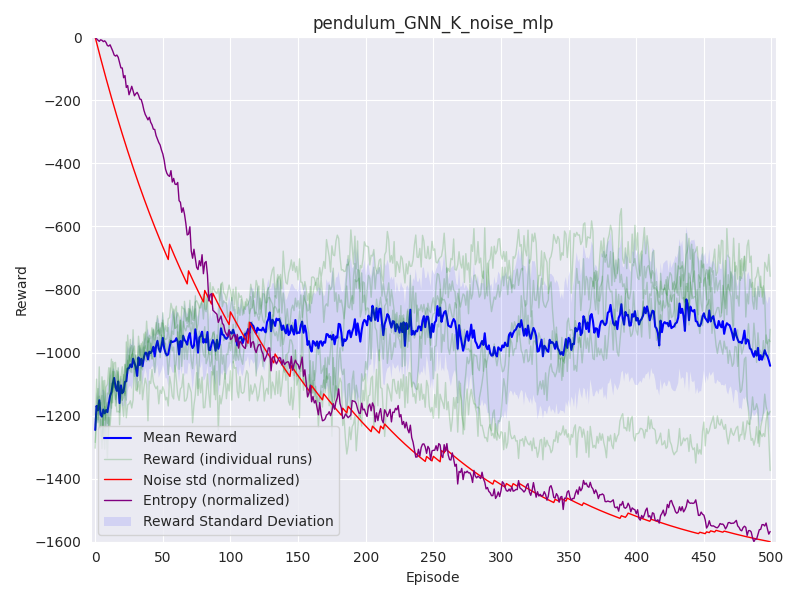 pendulum_GNN_K_noise_mlp
Reward
0
−200
−400
−600
−800
−1000
−1200
−1400
−1600
Mean Reward
Reward (individual runs)
Noise std (normalized)
Entropy (normalized)
Reward Standard Deviation
0 50 100 150 200 250 300 350 400 450 500
Episode